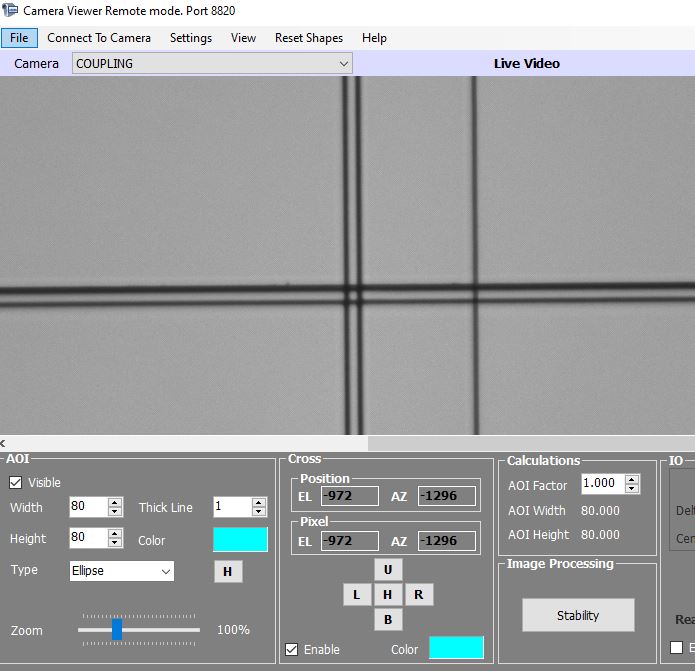 Camera Viewer Remote mode. Port 8820
File Connect To Camera Settings View Reset Shapes Help
Camera COUPLING Live Video
AOI
Visible
Width 80 Thick Line 1
Height 80 Color
Type Ellipse H
Zoom 100%
Cross
Position
EL -972 AZ -1296
Pixel
EL -972 AZ -1296
U
L H R
B
Enable Color
Calculations
AOI Factor 1.000
AOI Width 80.000
AOI Height 80.000
Image Processing
Stability
IO
Delt
Cen
Rea
E